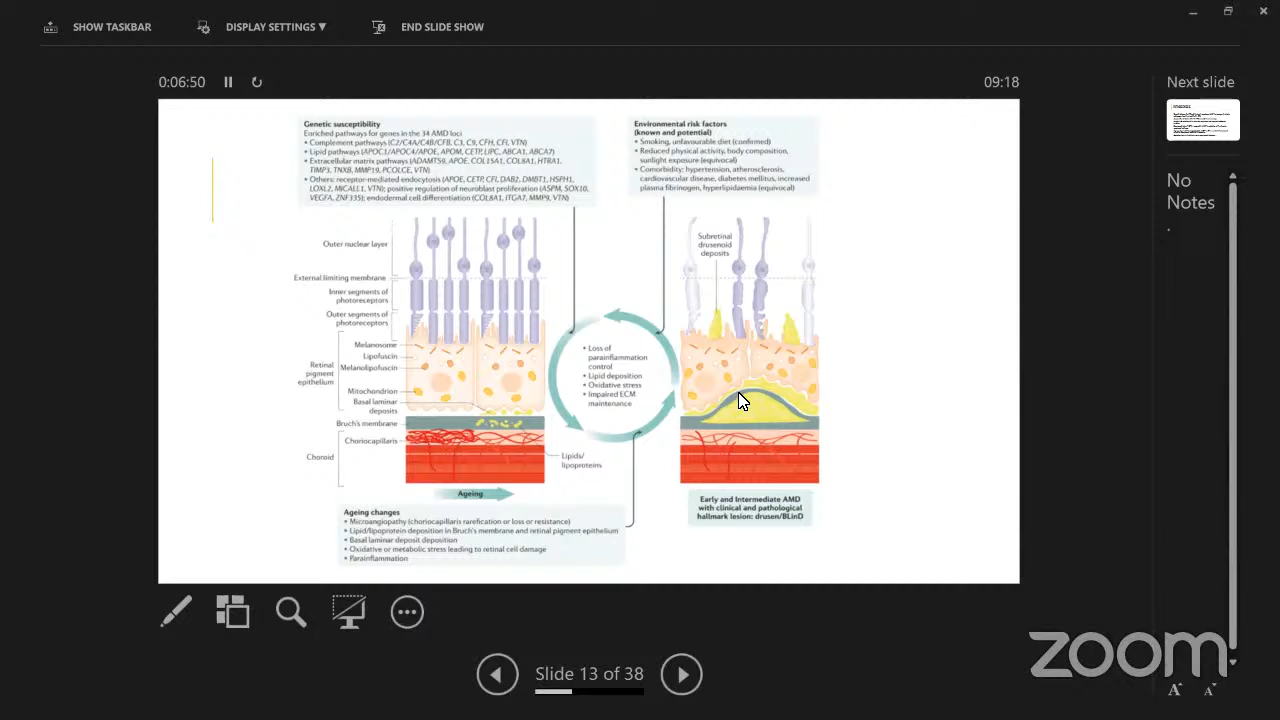 SHOW TASKBAR
DISPLAY SETTINGS ▼
END SLIDE SHOW
0:06:50
09:18
Next slide
No
Notes
Genetic susceptibility
Enriched pathways for genes in the 34 AMD loci
• Complement pathways (C2/C4A/C4B/CFB, C3, C9, CFH, CFI, VTN)
• Lipid pathways (APOC1/APOC4/APOE, APOM, CETP, LIPC, ABCA1, ABCA7)
• Extracellular matrix pathways (ADAMTS9, APOE, COL15A1, COL8A1, HTRA1,
TIMP3, TNXB, MMP19, PCOLCE, VTN)
• Others: receptor-mediated endocytosis (APOE, CETP, CFI, DAB2, DMBT1, HSPH1,
LOXL2, MICALL1, VTN); positive regulation of neuroblast proliferation (ASPM, SOX10,
VEGFA, ZNF335); endodermal cell differentiation (COL8A1, ITGA7, MMP9, VTN)
Environmental risk factors
(known and potential)
• Smoking, unfavourable diet (confirmed)
• Reduced physical activity, body composition,
sunlight exposure (equivocal)
• Comorbidity: hypertension, atherosclerosis,
cardiovascular disease, diabetes mellitus, increased
plasma fibrinogen, hyperlipidaemia (equivocal)
Outer nuclear layer
External limiting membrane
Inner segments of
photoreceptors
Outer segments of
photoreceptors
Retinal
pigment
epithelium
Melanosome
Lipofuscin
Melanolipofuscin
Mitochondrion
Basal laminar
deposits
Bruch's membrane
Choriocapillaris
Choroid
Lipids/
lipoproteins
• Loss of
parainflammation
control
• Lipid deposition
• Oxidative stress
• Impaired ECM
maintenance
Subretinal
drusenoid
deposits
Ageing
Early and Intermediate AMD
with clinical and pathological
hallmark lesion: drusen/BLinD
Ageing changes
• Microangiopathy (choriocapillaris rarefication or loss or resistance)
• Lipid/lipoprotein deposition in Bruch's membrane and retinal pigment epithelium
• Basal laminar deposit deposition
• Oxidative or metabolic stress leading to retinal cell damage
• Parainflammation
Slide 13 of 38
zoom
A A